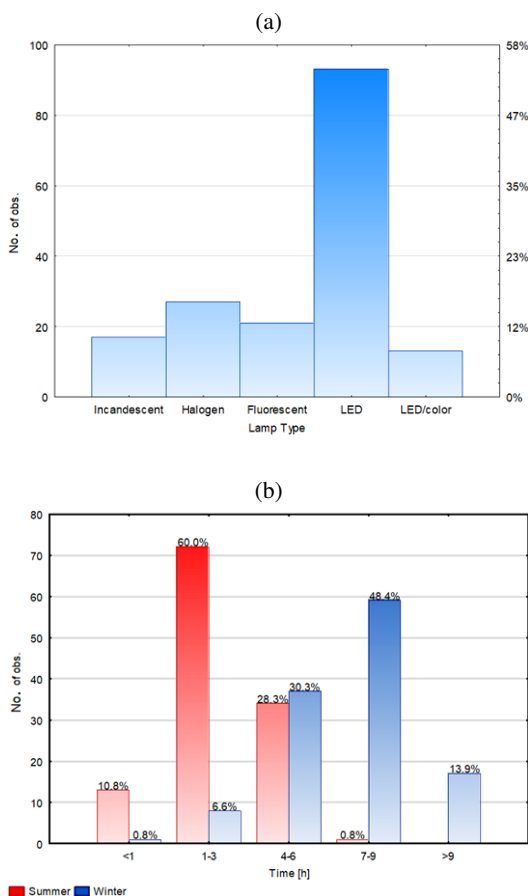 (a)
100 58%
80 47%
60 35%
40 23%
20 12%
0 0%
No. of obs.
Incandescent Halogen Fluorescent LED LED/color
Lamp Type
(b)
80
70
60
50
40
30
20
10
0
No. of obs.
10.8% 0.8%
60.0% 6.6%
28.3% 30.3%
0.8% 48.4%
13.9%
<1 1-3 4-6 7-9 >9
Time [h]
Summer Winter